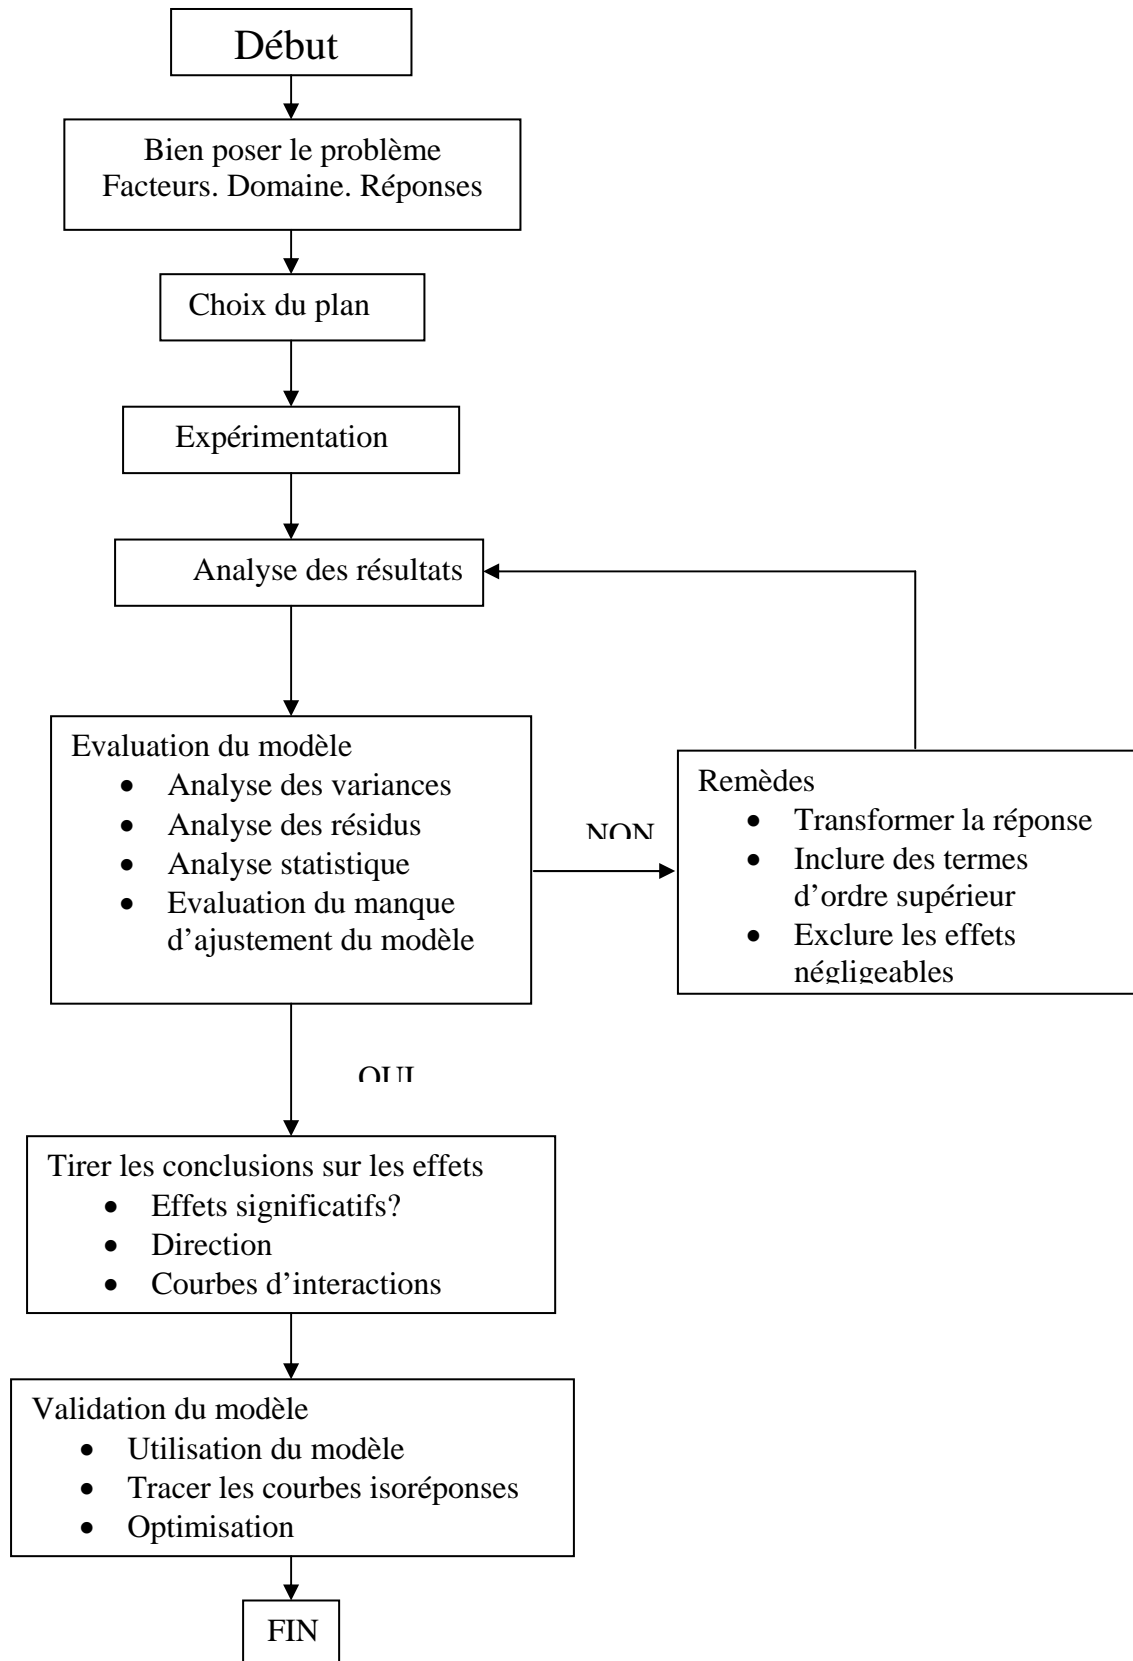 Début
Bien poser le problème
Facteurs. Domaine. Réponses
Choix du plan
Expérimentation
Analyse des résultats
Evaluation du modèle
• Analyse des variances
• Analyse des résidus
• Analyse statistique
• Evaluation du manque
d’ajustement du modèle
NON
Remèdes
• Transformer la réponse
• Inclure des termes
d’ordre supérieur
• Exclure les effets
négligeables
OUI
Tirer les conclusions sur les effets
• Effets significatifs?
• Direction
• Courbes d’interactions
Validation du modèle
• Utilisation du modèle
• Tracer les courbes isoréponses
• Optimisation
FIN